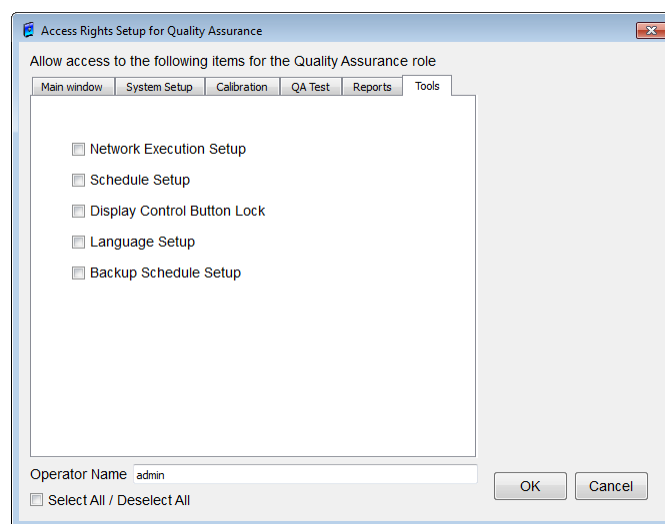 Access Rights Setup for Quality Assurance
Allow access to the following items for the Quality Assurance role
Main window System Setup Calibration QA Test Reports Tools
Network Execution Setup
Schedule Setup
Display Control Button Lock
Language Setup
Backup Schedule Setup
Operator Name admin
OK Cancel
Select All / Deselect All